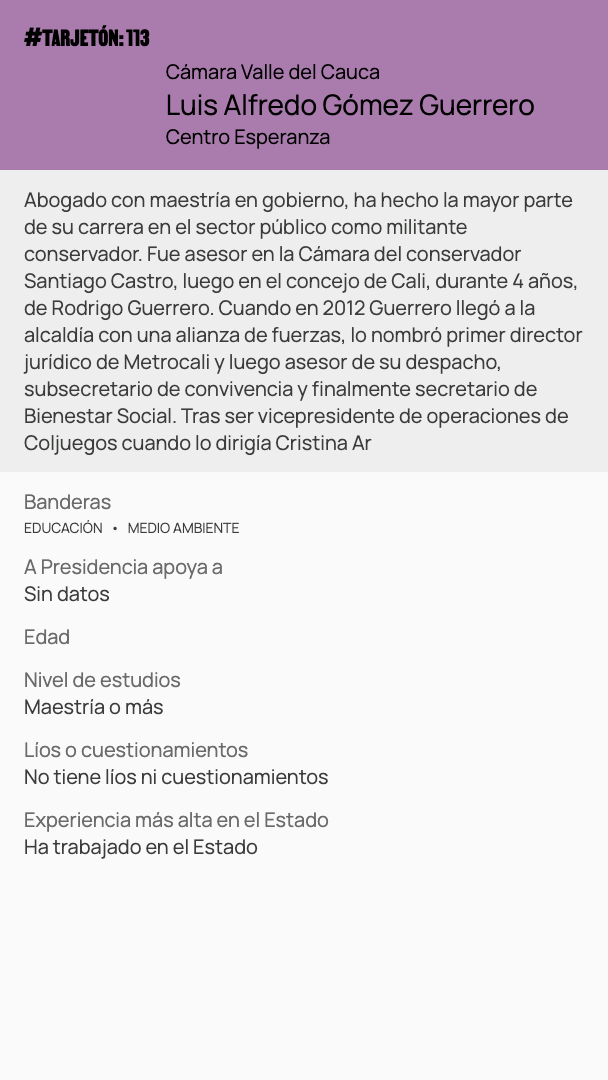 #TARJETÓN: 113
Cámara Valle del Cauca
Luis Alfredo Gómez Guerrero
Centro Esperanza
Abogado con maestría en gobierno, ha hecho la mayor parte
de su carrera en el sector público como militante
conservador. Fue asesor en la Cámara del conservador
Santiago Castro, luego en el concejo de Cali, durante 4 años,
de Rodrigo Guerrero. Cuando en 2012 Guerrero llegó a la
alcaldía con una alianza de fuerzas, lo nombró primer director
jurídico de Metrocali y luego asesor de su despacho,
subsecretario de convivencia y finalmente secretario de
Bienestar Social. Tras ser vicepresidente de operaciones de
Coljuegos cuando lo dirigía Cristina Ar
Banderas
EDUCACIÓN • MEDIO AMBIENTE
A Presidencia apoya a
Sin datos
Edad
Nivel de estudios
Maestría o más
Líos o cuestionamientos
No tiene líos ni cuestionamientos
Experiencia más alta en el Estado
Ha trabajado en el Estado